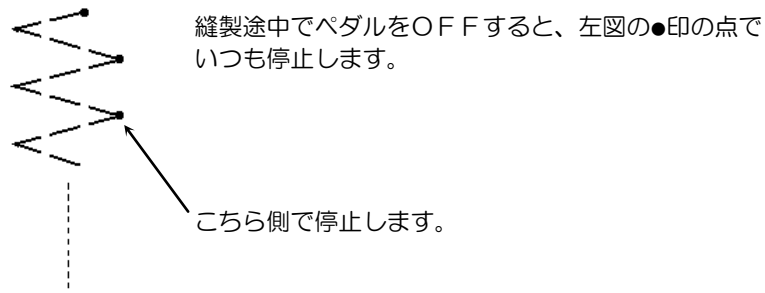 縫製途中でペダルをＯＦＦすると、左図の●印の点で
いつも停止します。
こちら側で停止します。